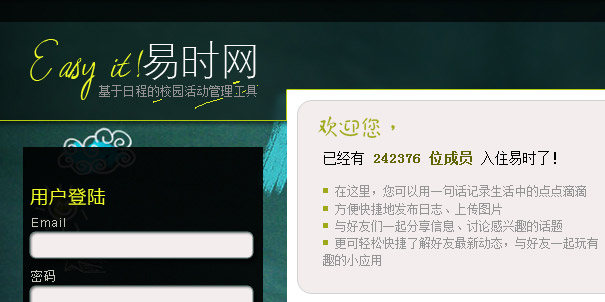 Easy it!易时网
基于日程的校园活动管理工具
用户登陆
Email
密码
欢迎您，
已经有 242376 位成员 入住易时了！
在这里，您可以用一句话记录生活中的点点滴滴
方便快捷地发布日志、上传图片
与好友们一起分享信息、讨论感兴趣的话题
更可轻松快捷了解好友最新动态，与好友一起玩有
趣的小应用